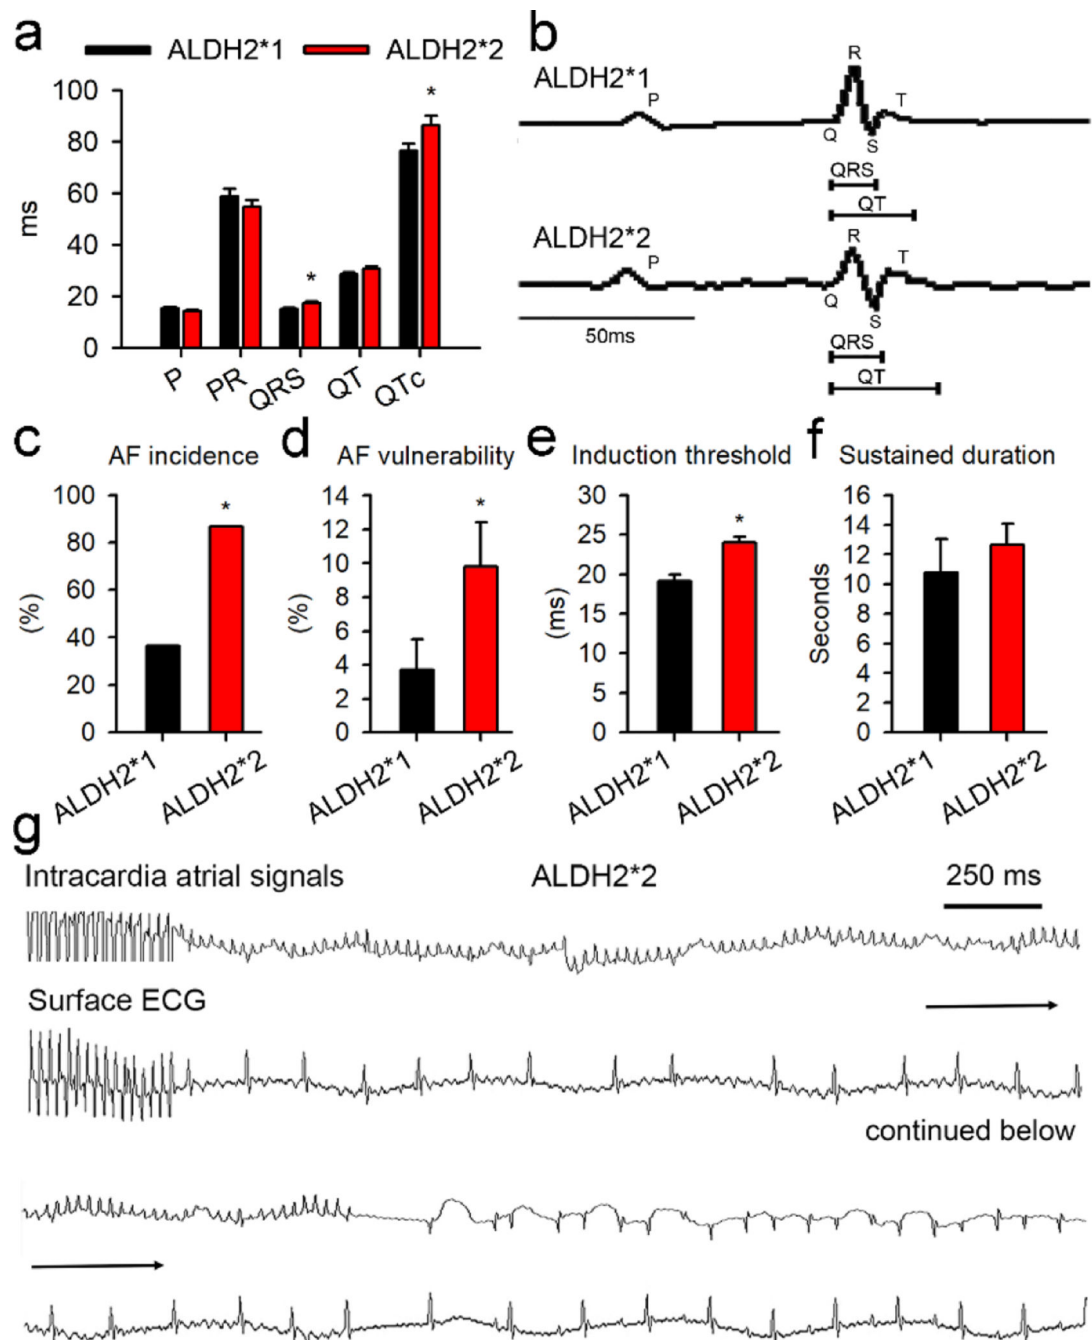 a
ALDH2*1 ALDH2*2
100
80
60
40
20
0
ms
*
*
P PR QRS QT QTc
b
ALDH2*1
R
P
T
Q
S
QRS
QT
ALDH2*2
R
P
T
Q
S
50ms
QRS
QT
c
AF incidence
100
80
60
40
20
0
(%)
*
ALDH2*1 ALDH2*2
d
AF vulnerability
14
12
10
8
6
4
2
0
(%)
*
ALDH2*1 ALDH2*2
e
Induction threshold
30
25
20
15
10
5
0
(ms)
*
ALDH2*1 ALDH2*2
f
Sustained duration
16
14
12
10
8
6
4
2
0
Seconds
ALDH2*1 ALDH2*2
g
Intracardia atrial signals ALDH2*2 250 ms
Surface ECG
continued below